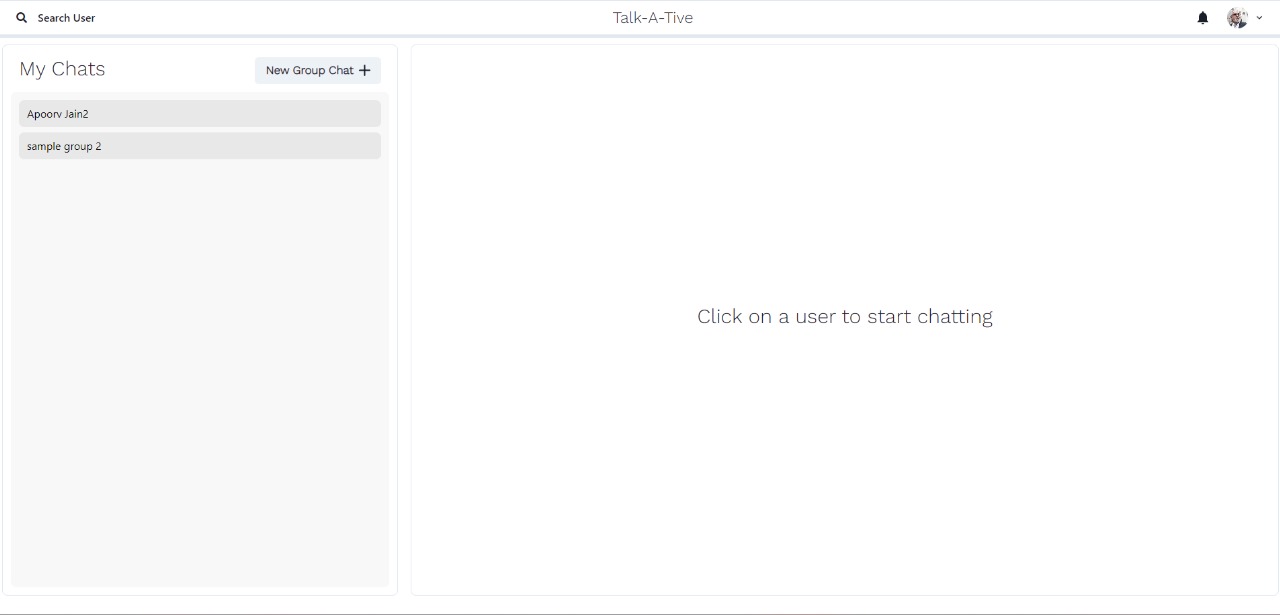 Search User
Talk-A-Tive
My Chats
New Group Chat
Apoorv Jain2
sample group 2
Click on a user to start chatting